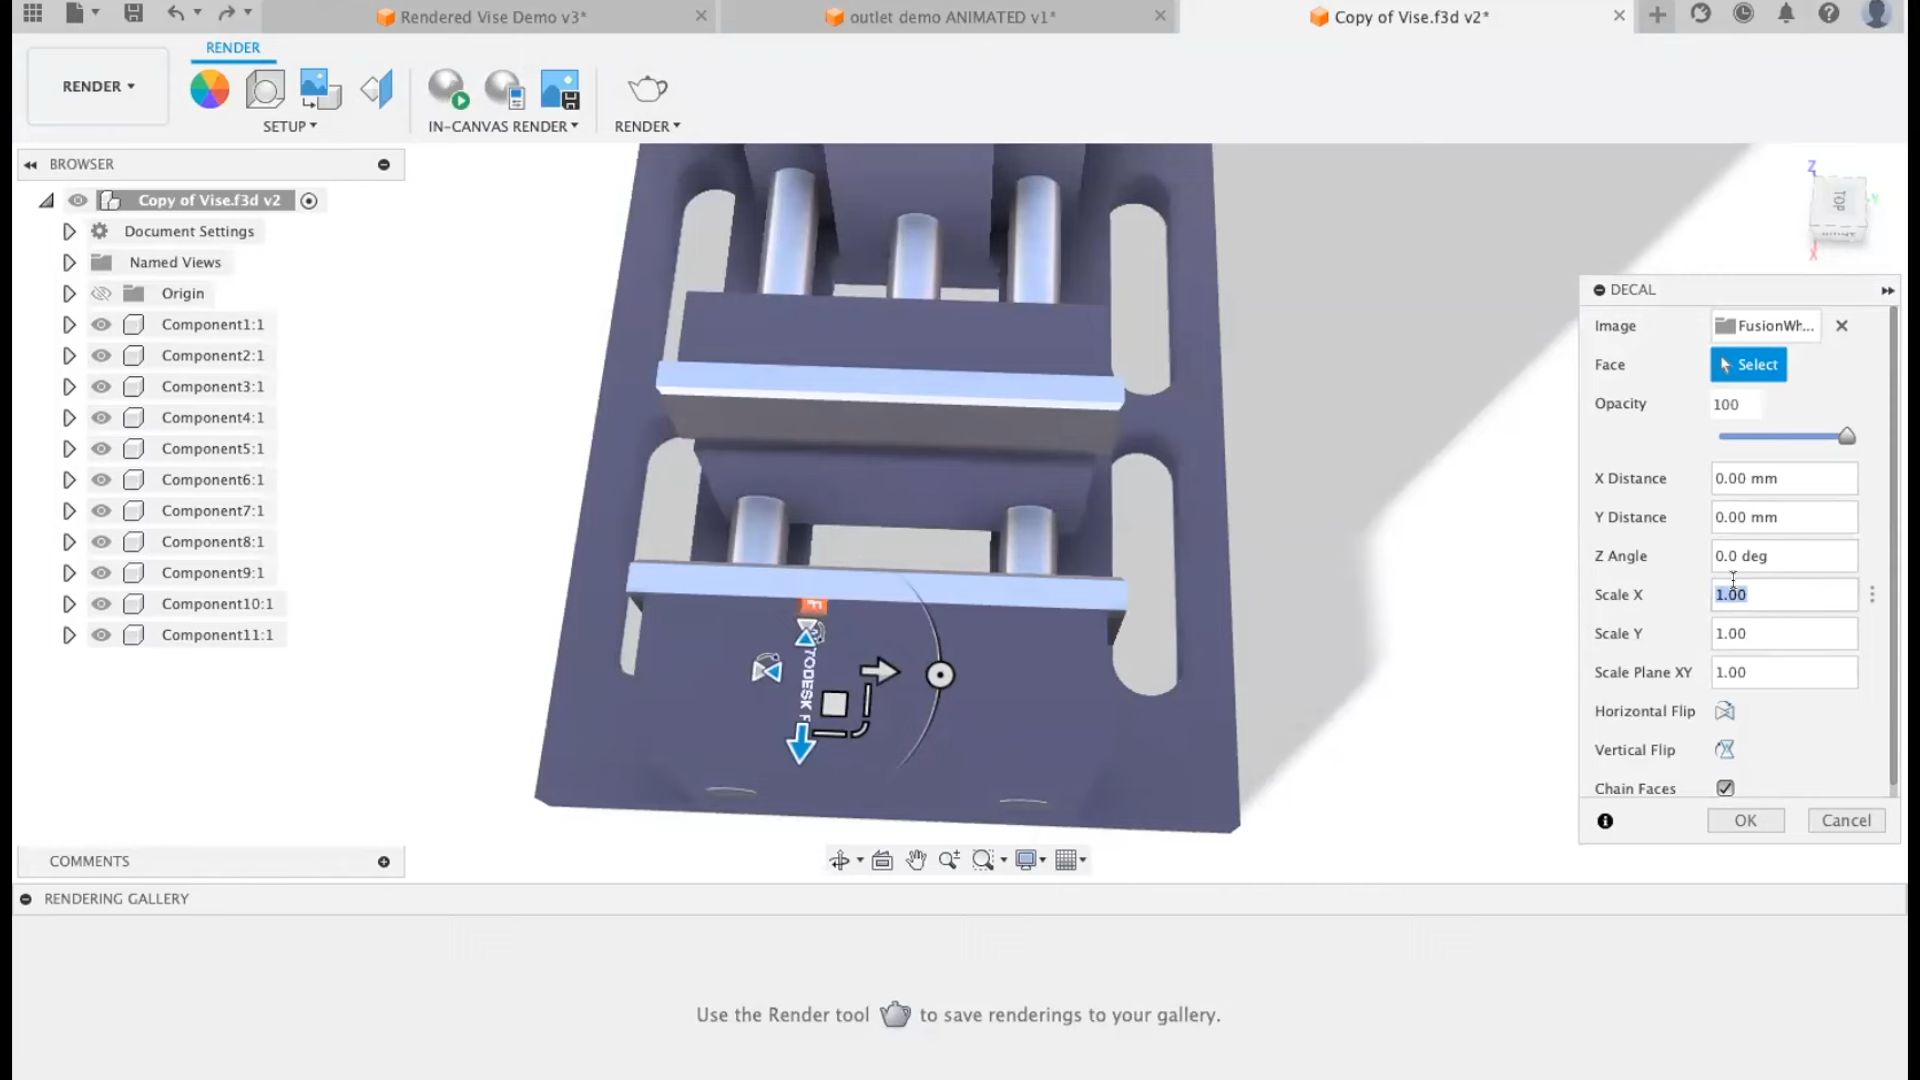 Rendered Vise Demo v3*
outlet demo ANIMATED v1*
Copy of Vise.f3d v2*
RENDER
RENDER
SETUP
IN-CANVAS RENDER
RENDER
BROWSER
Copy of Vise.f3d v2
Document Settings
Named Views
Origin
Component1:1
Component2:1
Component3:1
Component4:1
Component5:1
Component6:1
Component7:1
Component8:1
Component9:1
Component10:1
Component11:1
Z
TOP
Y
X
F
TODESK F
DECAL
Image FusionWh...
Face Select
Opacity 100
X Distance 0.00 mm
Y Distance 0.00 mm
Z Angle 0.0 deg
Scale X 1.00
Scale Y 1.00
Scale Plane XY 1.00
Horizontal Flip
Vertical Flip
Chain Faces
OK Cancel
COMMENTS
RENDERING GALLERY
Use the Render tool to save renderings to your gallery.